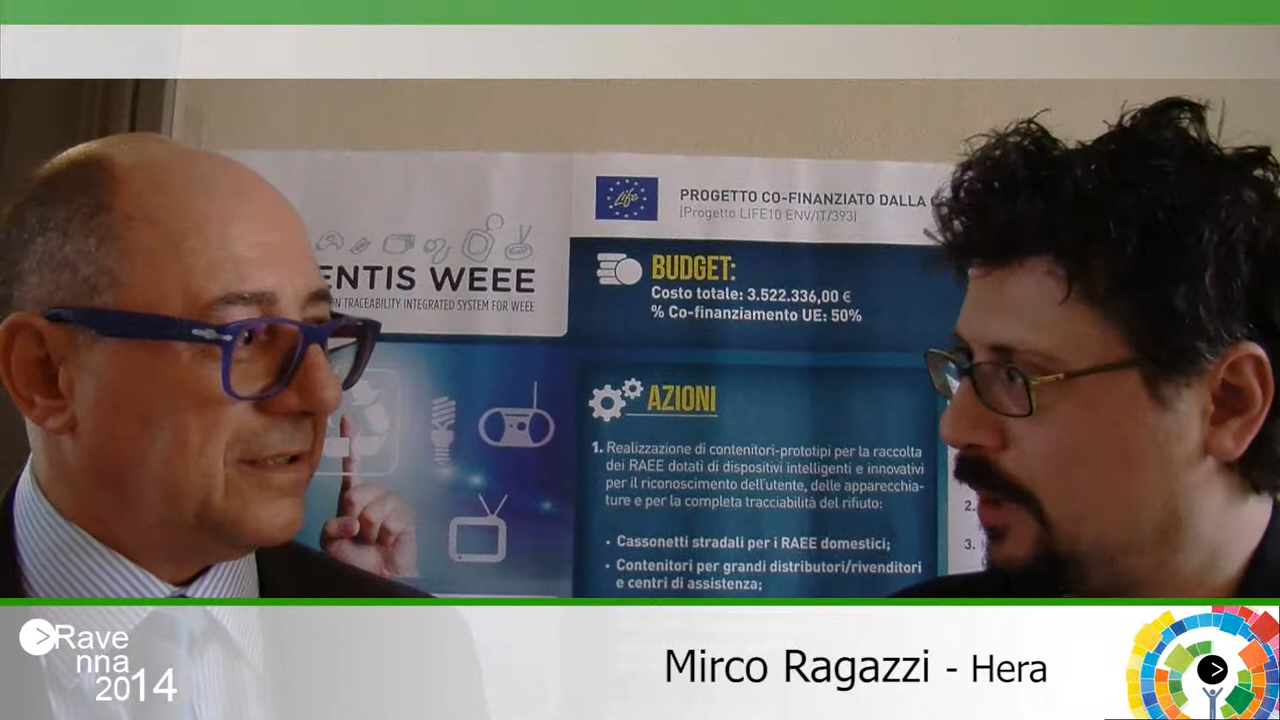 PROGETTO CO-FINANZIATO DALLA
[Progetto LIFE10 ENV/IT/393]
Life
ENTIS WEEE
N TRACEABILITY INTEGRATED SYSTEM FOR WEEE
BUDGET:
Costo totale: 3.522.336,00 €
% Co-finanziamento UE: 50%
AZIONI
1. Realizzazione di contenitori-prototipi per la raccolta
dei RAEE dotati di dispositivi intelligenti e innovativi
per il riconoscimento dell'utente, delle apparecchia-
ture e per la completa tracciabilità del rifiuto:
• Cassonetti stradali per i RAEE domestici;
• Contenitori per grandi distributori/rivenditori
e centri di assistenza;
2.
3.
Rave
nna
2014
Mirco Ragazzi - Hera